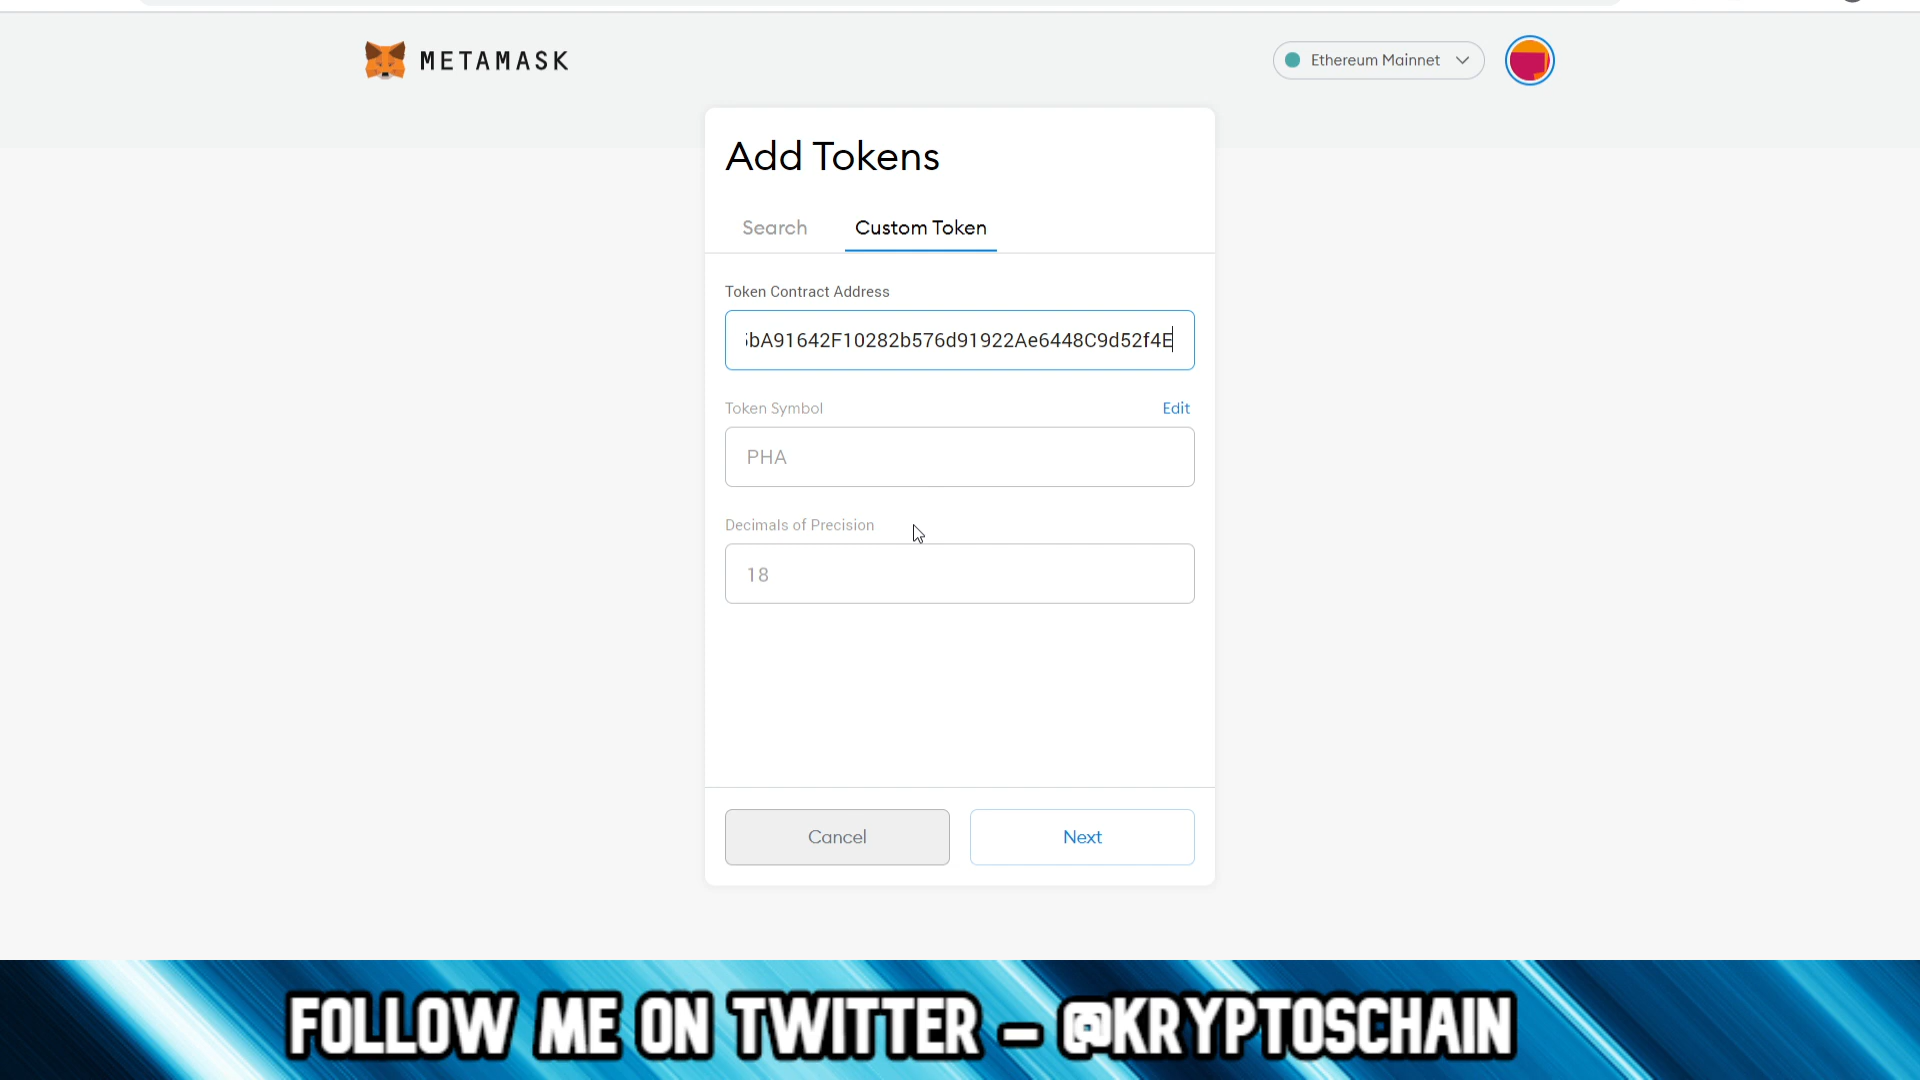 METAMASK
Ethereum Mainnet
Add Tokens
Search
Custom Token
Token Contract Address
bA91642F10282b576d91922Ae6448C9d52f4E
Token Symbol
Edit
PHA
Decimals of Precision
18
Cancel
Next
FOLLOW ME ON TWITTER – @KRYPTOSCHAIN